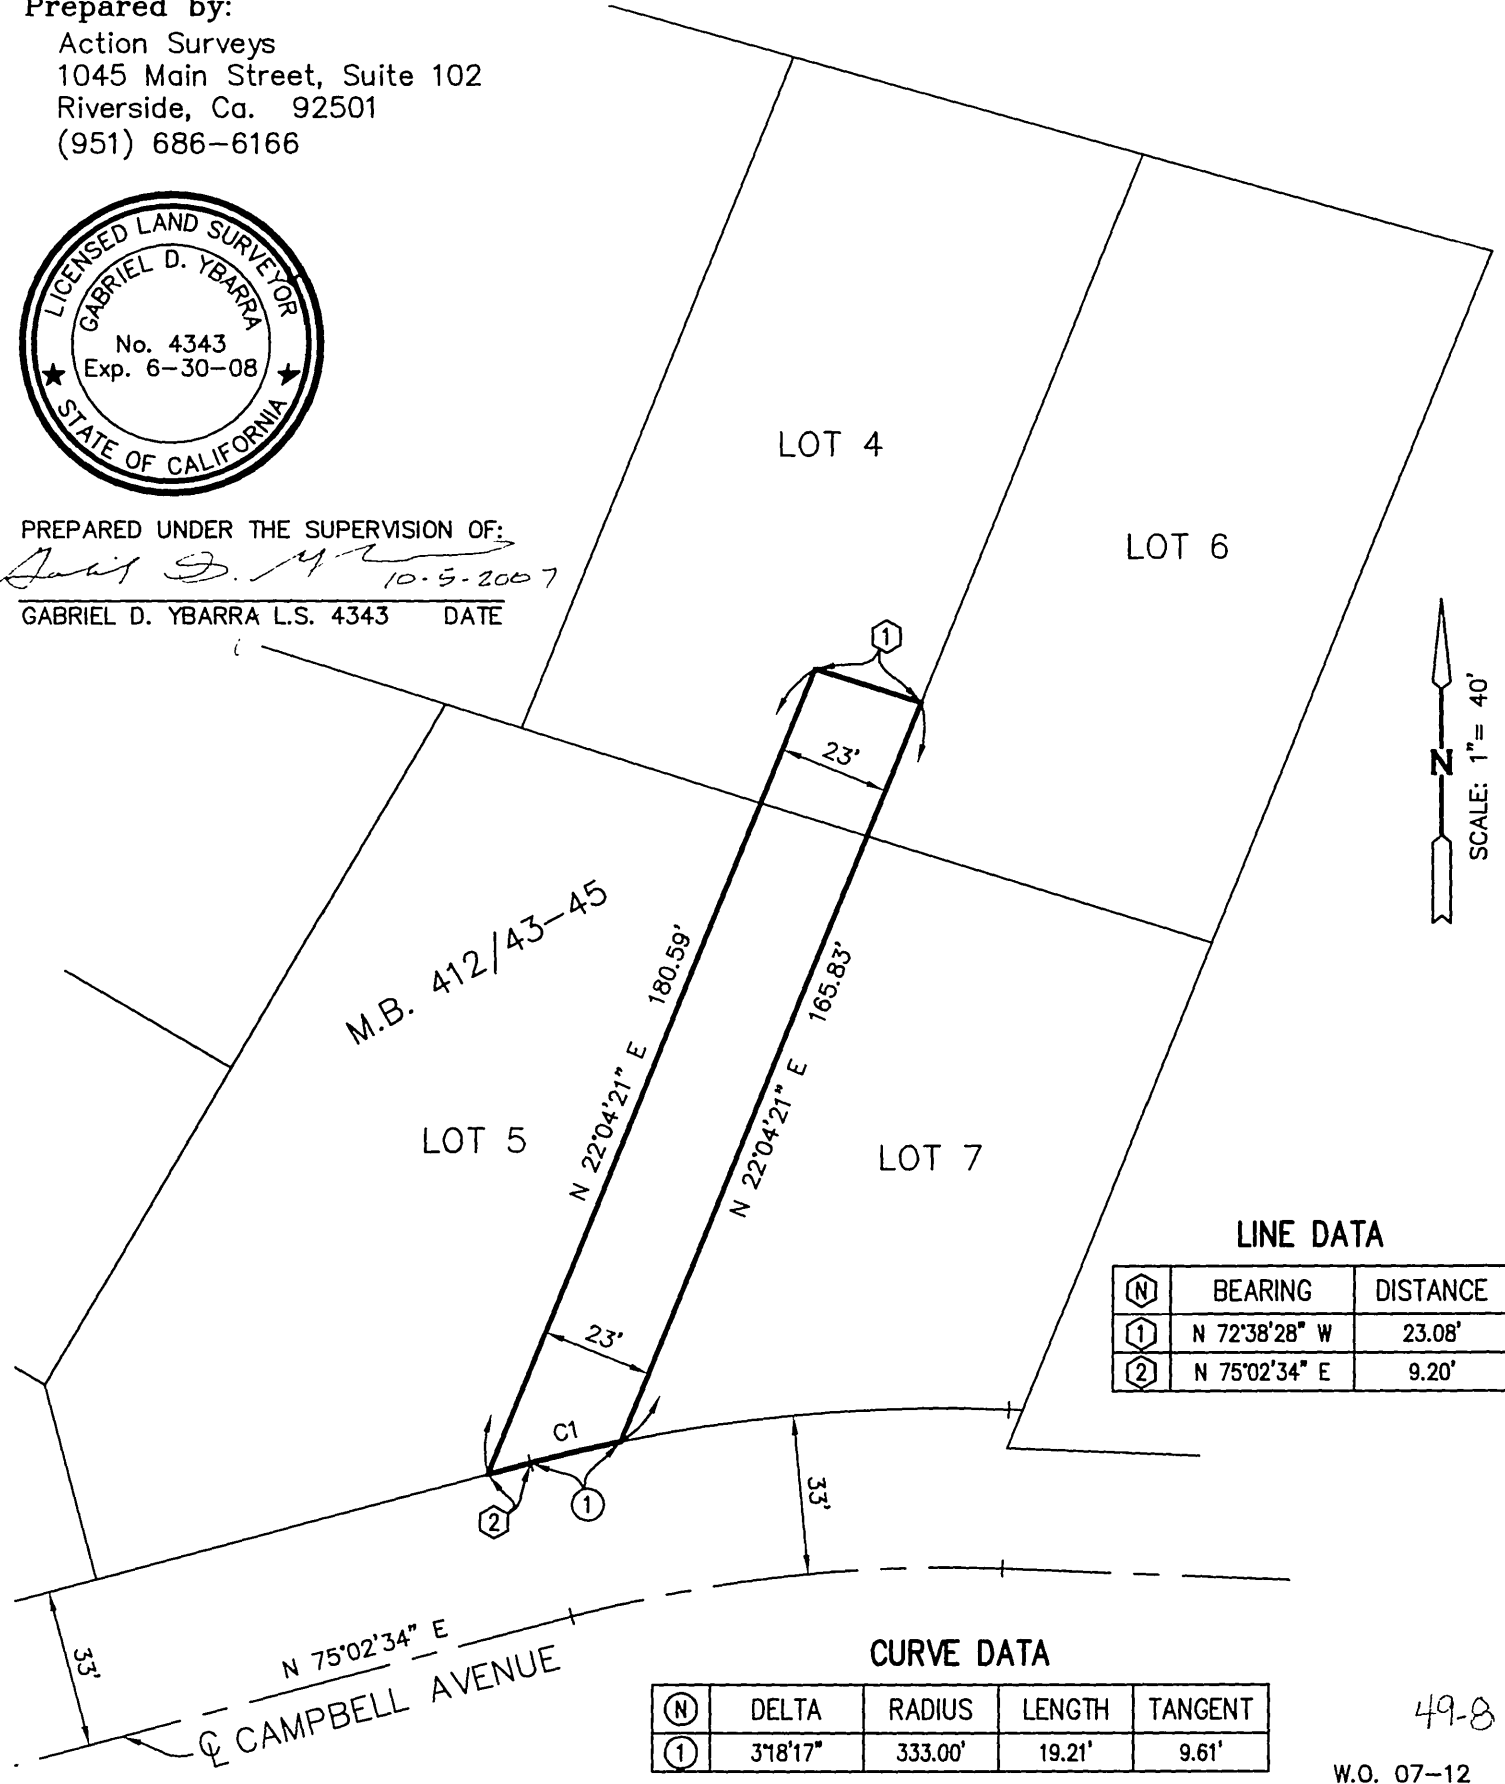 Prepared by:
Action Surveys
1045 Main Street, Suite 102
Riverside, Ca. 92501
(951) 686-6166
LICENSED LAND SURVEYOR
GABRIEL D. YBARRA
No. 4343
Exp. 6-30-08
★ STATE OF CALIFORNIA ★
PREPARED UNDER THE SUPERVISION OF:
10-5-2007
GABRIEL D. YBARRA L.S. 4343 DATE
LOT 4
LOT 6
1
23'
N
SCALE: 1"= 40'
M.B. 412/43-45
N 22°04'21" E 180.59'
N 22°04'21" E 165.83'
LOT 5
LOT 7
23'
C1
2
1
33'
33'
N 75°02'34" E
℄ CAMPBELL AVENUE
LINE DATA
N BEARING DISTANCE
1 N 72°38'28" W 23.08'
2 N 75°02'34" E 9.20'
CURVE DATA
N DELTA RADIUS LENGTH TANGENT
1 3°18'17" 333.00' 19.21' 9.61'
49-8
W.O. 07-12